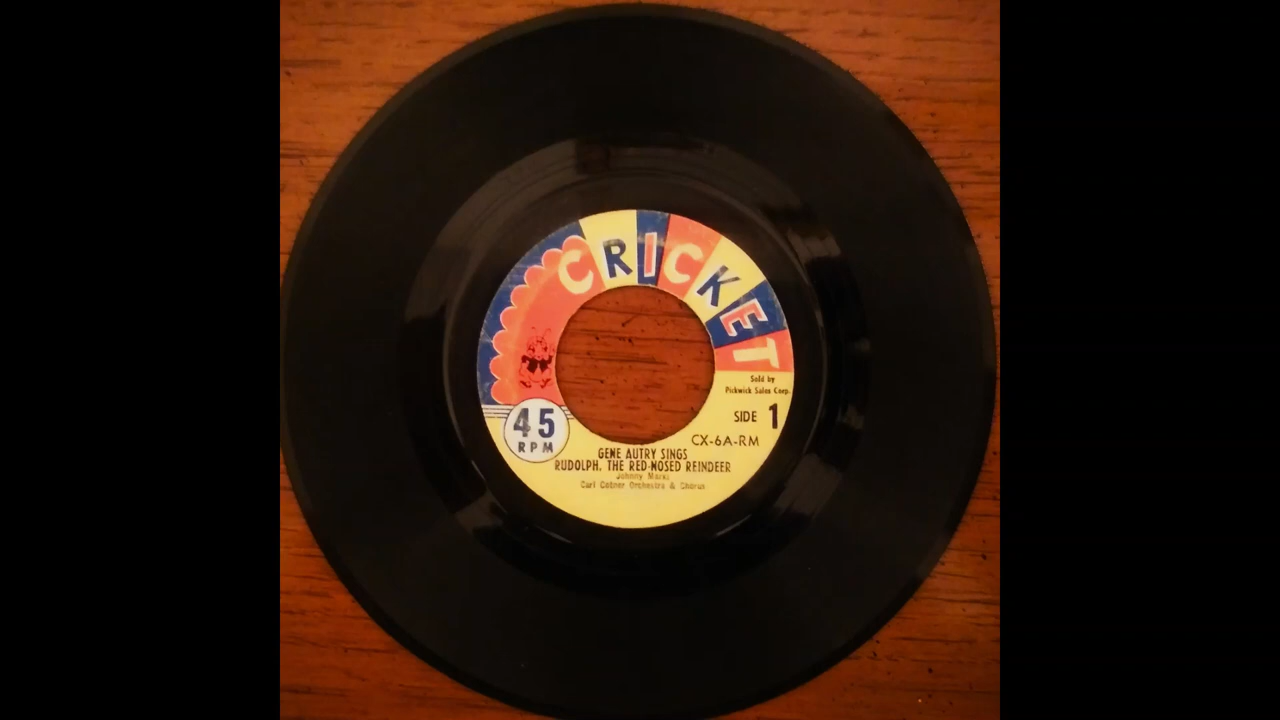 CRICKET
Sold by
Pickwick Sales Corp.
SIDE 1
45
RPM
CX-6A-RM
GENE AUTRY SINGS
RUDOLPH, THE RED-NOSED REINDEER
Johnny Marks
Carl Cotner Orchestra & Chorus